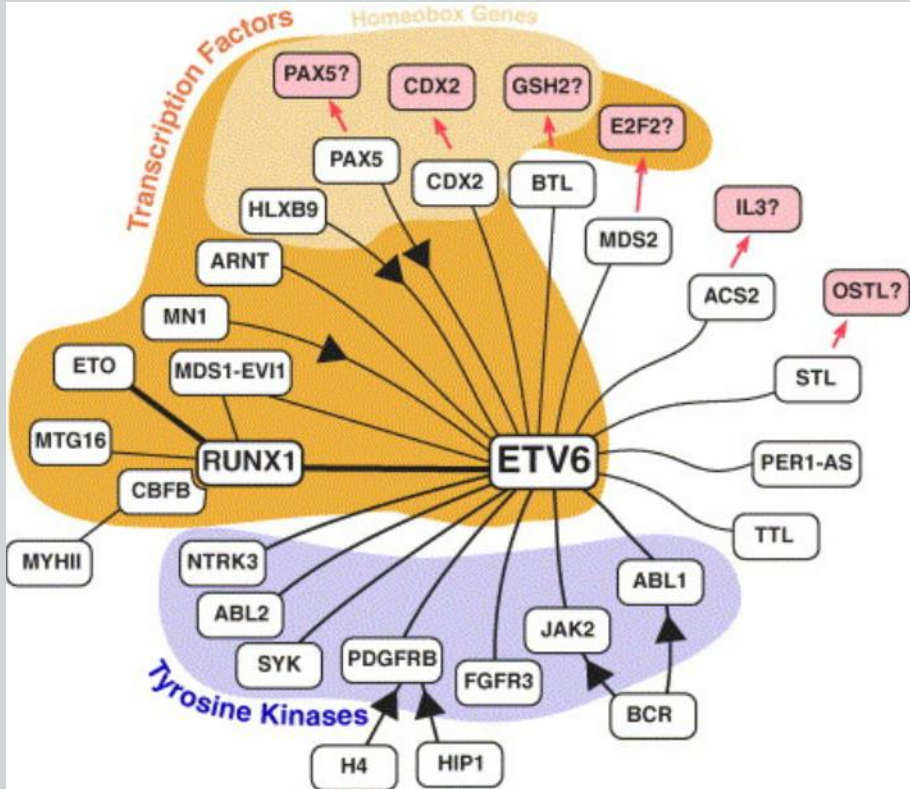 Homeobox Genes
Transcription Factors
PAX5?
CDX2
GSH2?
E2F2?
PAX5
CDX2
BTL
HLXB9
MDS2
IL3?
ARNT
ACS2
OSTL?
MN1
ETO
MDS1-EVI1
STL
MTG16
RUNX1
ETV6
PER1-AS
CBFB
TTL
MYHII
NTRK3
ABL1
ABL2
JAK2
SYK
PDGFRB
FGFR3
Tyrosine Kinases
BCR
H4
HIP1